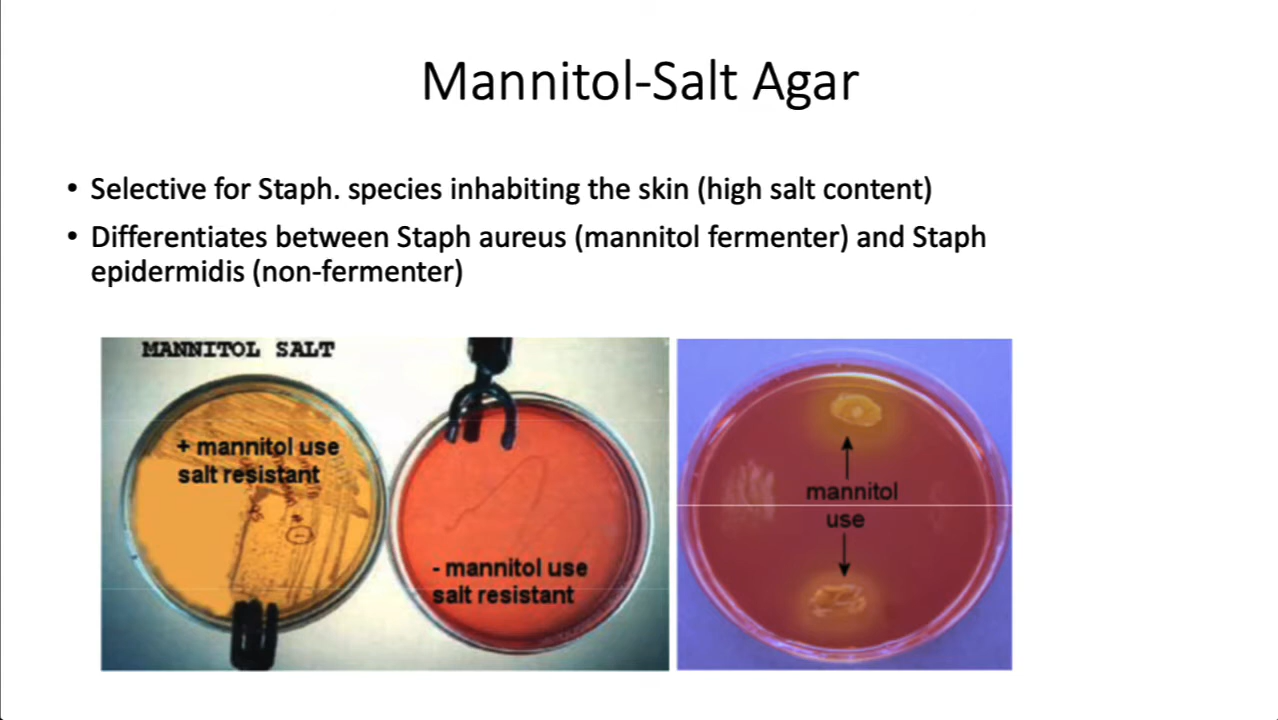 Mannitol-Salt Agar
• Selective for Staph. species inhabiting the skin (high salt content)
• Differentiates between Staph aureus (mannitol fermenter) and Staph
epidermidis (non-fermenter)
MANNITOL SALT
+ mannitol use
salt resistant
- mannitol use
salt resistant
mannitol
use